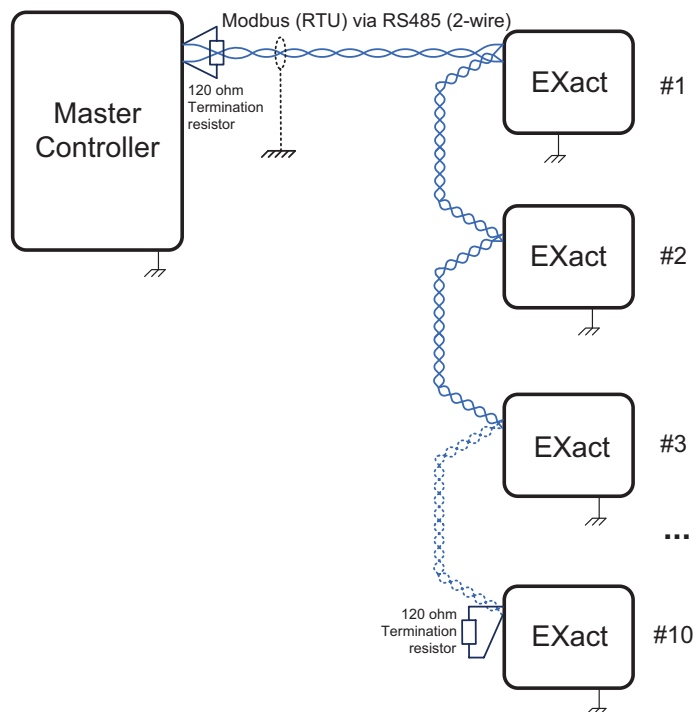 Modbus (RTU) via RS485 (2-wire)
120 ohm
Termination
resistor
Master
Controller
EXact
#1
EXact
#2
EXact
#3
...
120 ohm
Termination
resistor
EXact
#10